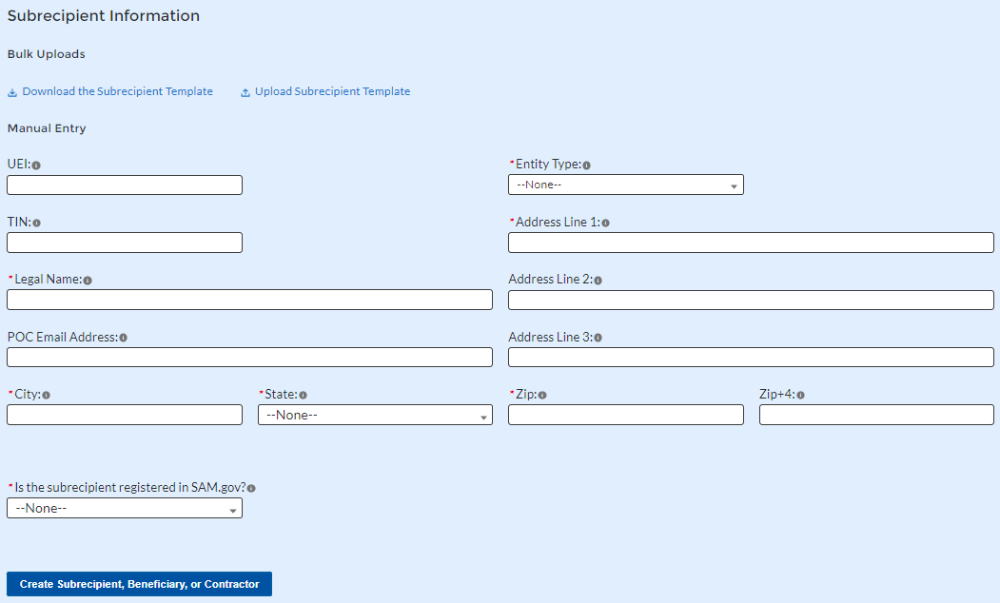 Subrecipient Information
Bulk Uploads
Download the Subrecipient Template Upload Subrecipient Template
Manual Entry
UEI: *Entity Type:
--None--
TIN: *Address Line 1:
*Legal Name: Address Line 2:
POC Email Address: Address Line 3:
*City: *State: *Zip: Zip+4:
--None--
*Is the subrecipient registered in SAM.gov?
--None--
Create Subrecipient, Beneficiary, or Contractor